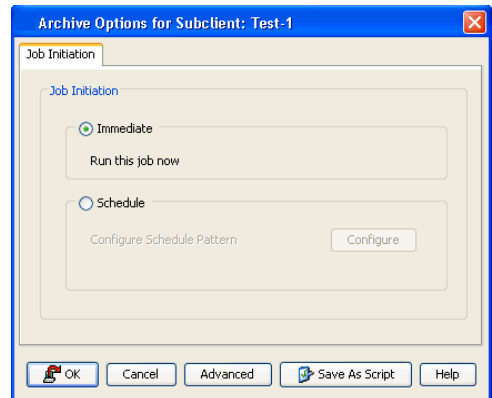 Archive Options for Subclient: Test-1
Job Initiation
Job Initiation
Immediate
Run this job now
Schedule
Configure Schedule Pattern
Configure
OK
Cancel
Advanced
Save As Script
Help